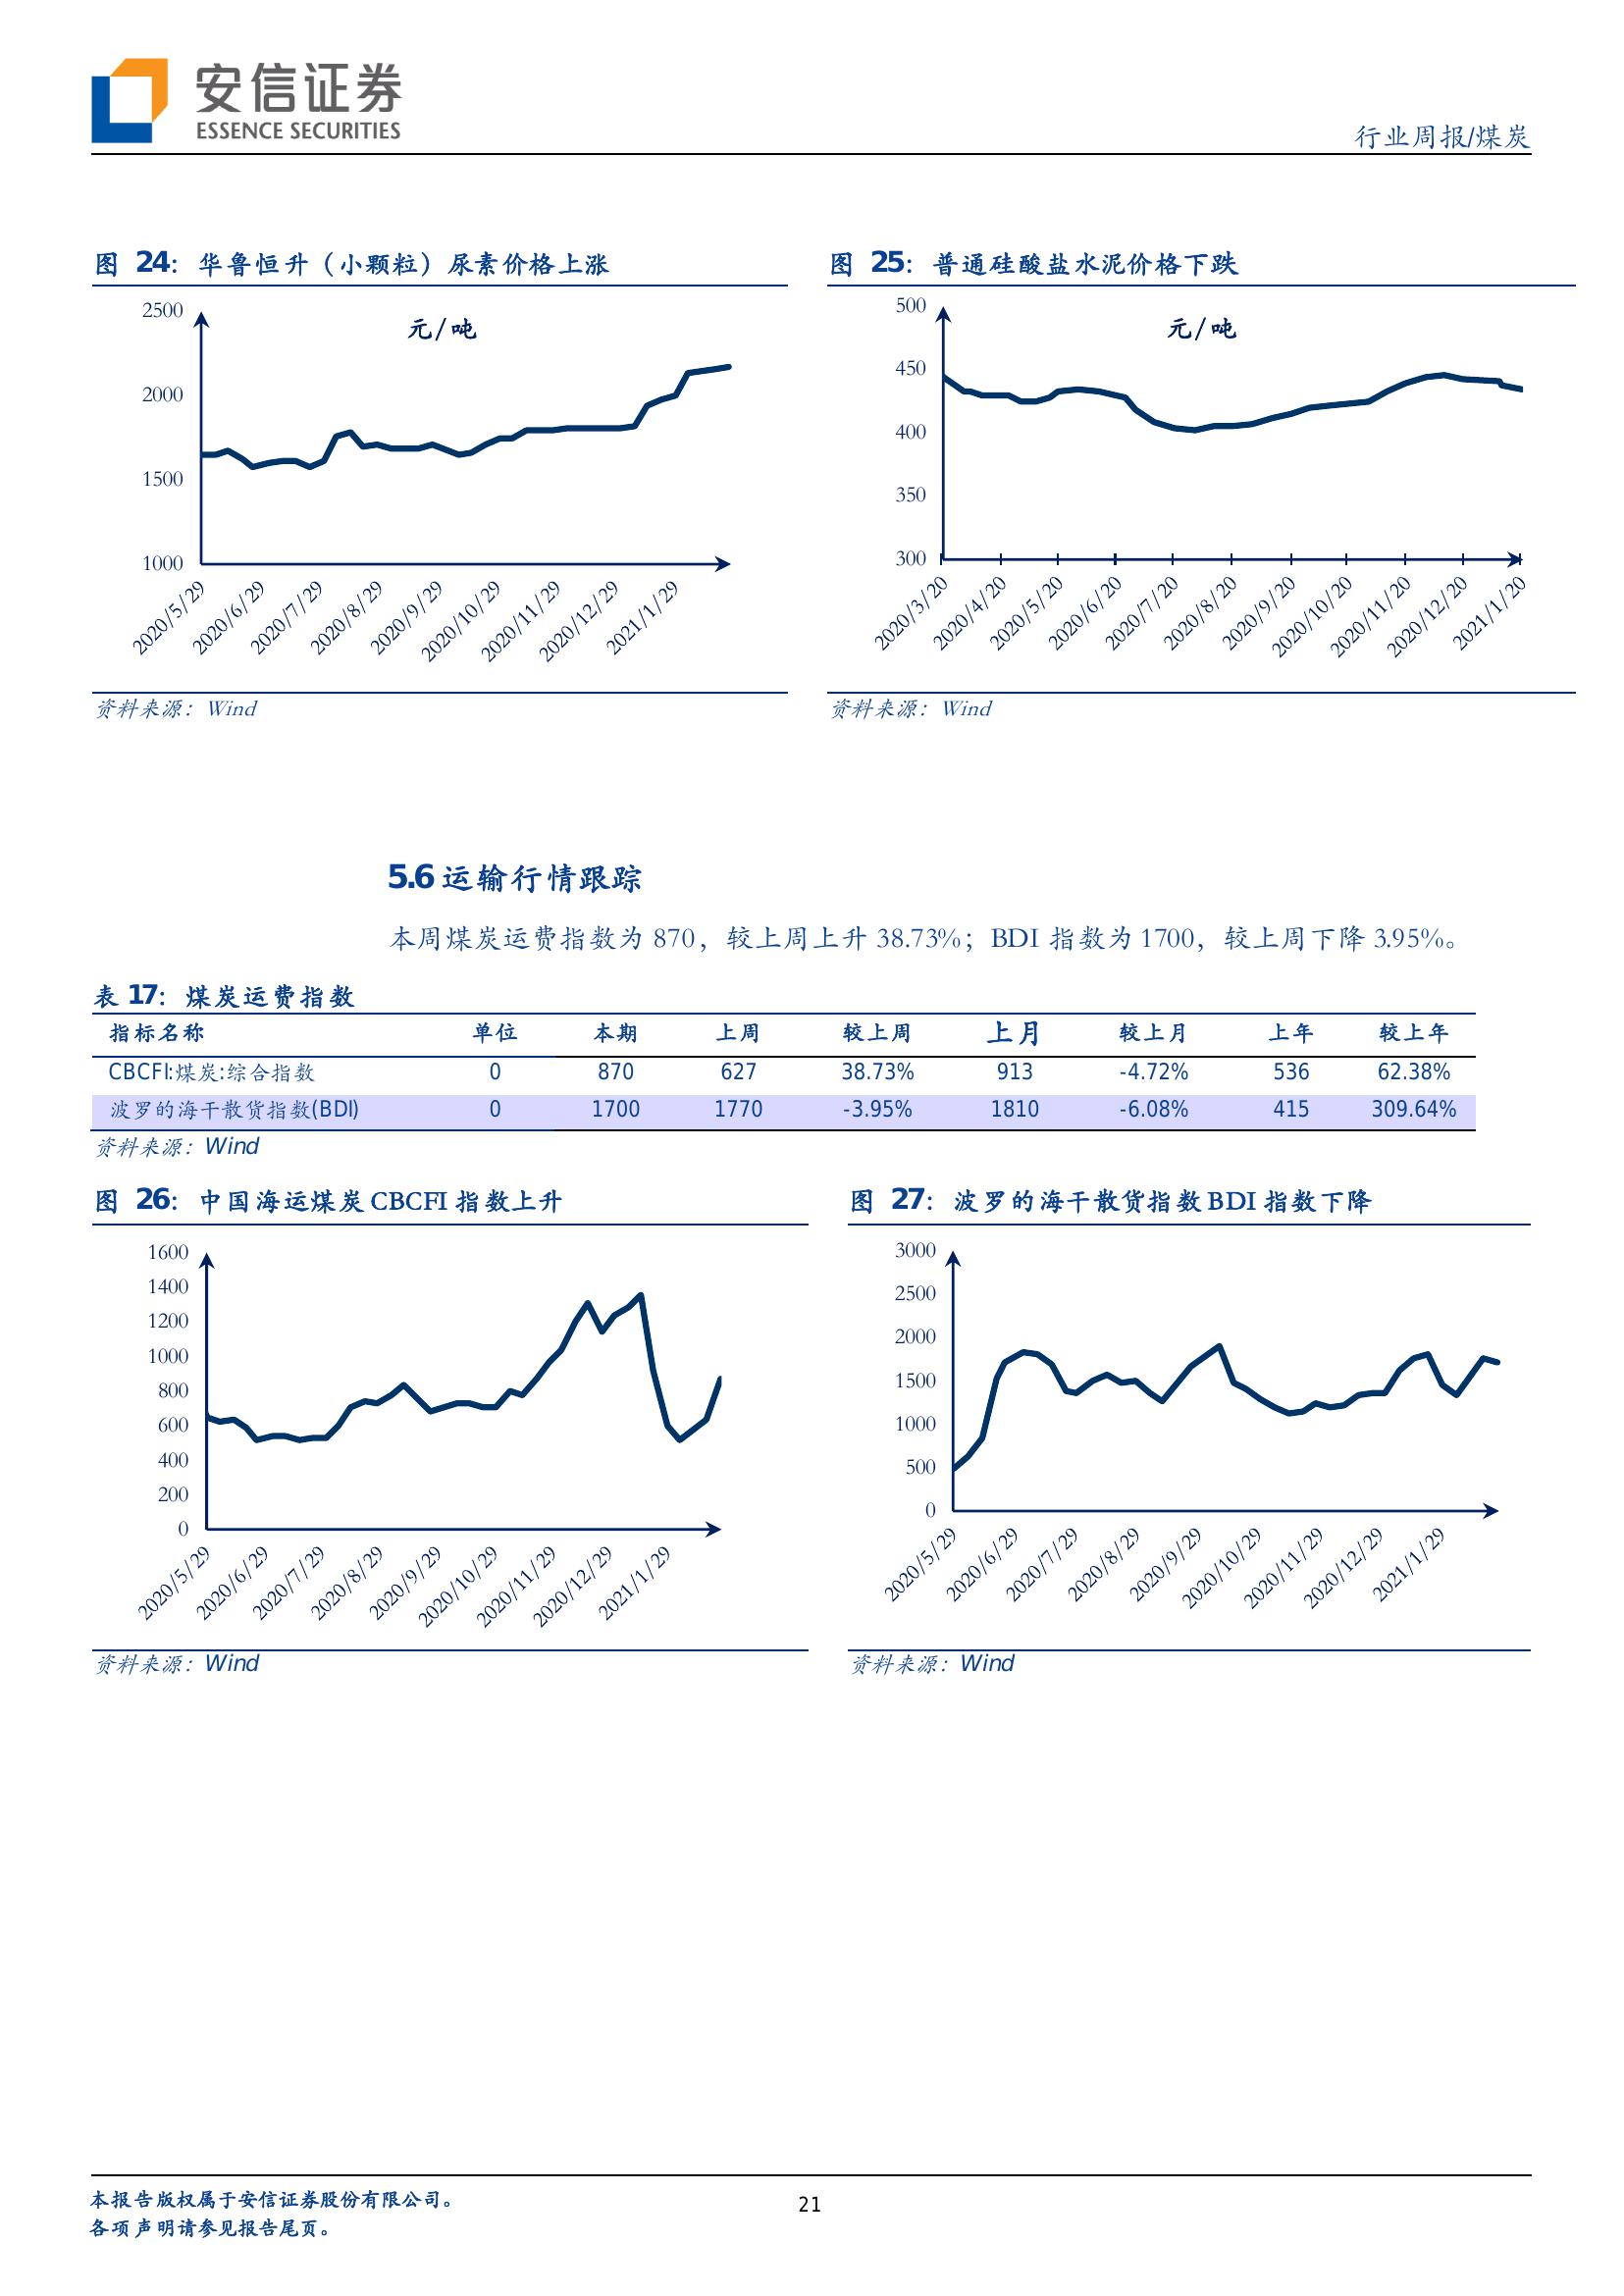 安信证券
ESSENCE SECURITIES
行业周报/煤炭
图 24：华鲁恒升（小颗粒）尿素价格上涨
元/吨
2500
2000
1500
1000
2020/5/29 2020/6/29 2020/7/29 2020/8/29 2020/9/29 2020/10/29 2020/11/29 2020/12/29 2021/1/29
资料来源：Wind
图 25：普通硅酸盐水泥价格下跌
元/吨
500
450
400
350
300
2020/3/20 2020/4/20 2020/5/20 2020/6/20 2020/7/20 2020/8/20 2020/9/20 2020/10/20 2020/11/20 2020/12/20 2021/1/20
资料来源：Wind
5.6 运输行情跟踪
本周煤炭运费指数为 870，较上周上升 38.73%；BDI 指数为 1700，较上周下降 3.95%。
表 17：煤炭运费指数
指标名称 单位 本期 上周 较上周 上月 较上月 上年 较上年
CBCFI:煤炭:综合指数 0 870 627 38.73% 913 -4.72% 536 62.38%
波罗的海干散货指数(BDI) 0 1700 1770 -3.95% 1810 -6.08% 415 309.64%
资料来源：Wind
图 26：中国海运煤炭 CBCFI 指数上升
1600
1400
1200
1000
800
600
400
200
0
2020/5/29 2020/6/29 2020/7/29 2020/8/29 2020/9/29 2020/10/29 2020/11/29 2020/12/29 2021/1/29
资料来源：Wind
图 27：波罗的海干散货指数 BDI 指数下降
3000
2500
2000
1500
1000
500
0
2020/5/29 2020/6/29 2020/7/29 2020/8/29 2020/9/29 2020/10/29 2020/11/29 2020/12/29 2021/1/29
资料来源：Wind
本报告版权属于安信证券股份有限公司。
各项声明请参见报告尾页。
21